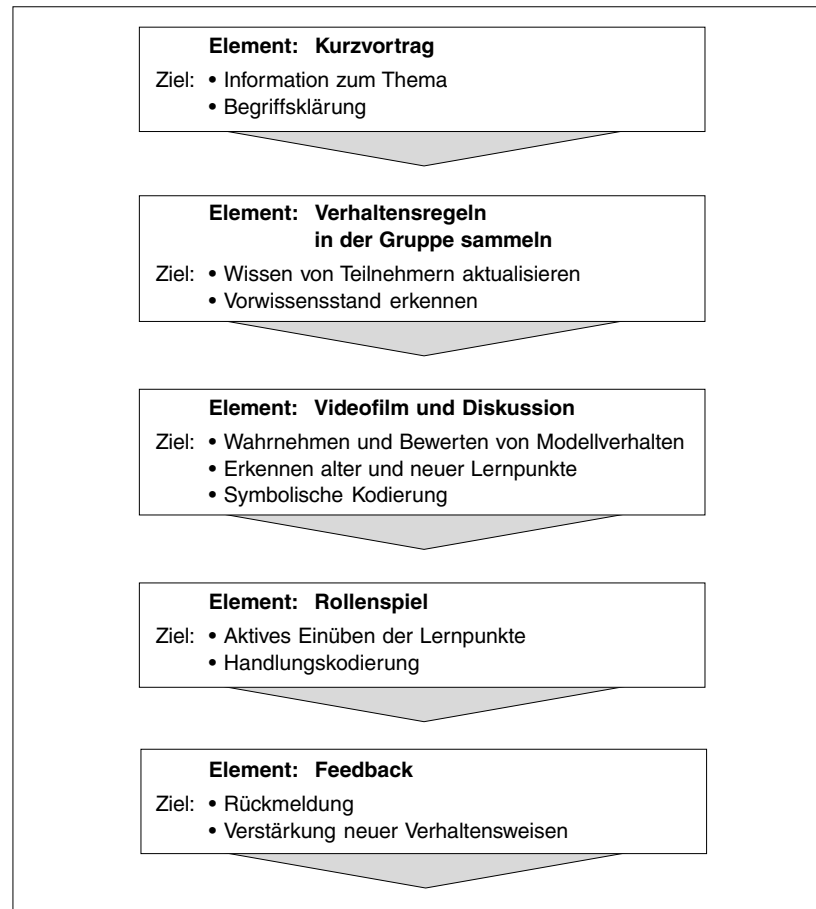 Element: Kurzvortrag
Ziel: • Information zum Thema
• Begriffsklärung
Element: Verhaltensregeln
in der Gruppe sammeln
Ziel: • Wissen von Teilnehmern aktualisieren
• Vorwissensstand erkennen
Element: Videofilm und Diskussion
Ziel: • Wahrnehmen und Bewerten von Modellverhalten
• Erkennen alter und neuer Lernpunkte
• Symbolische Kodierung
Element: Rollenspiel
Ziel: • Aktives Einüben der Lernpunkte
• Handlungskodierung
Element: Feedback
Ziel: • Rückmeldung
• Verstärkung neuer Verhaltensweisen